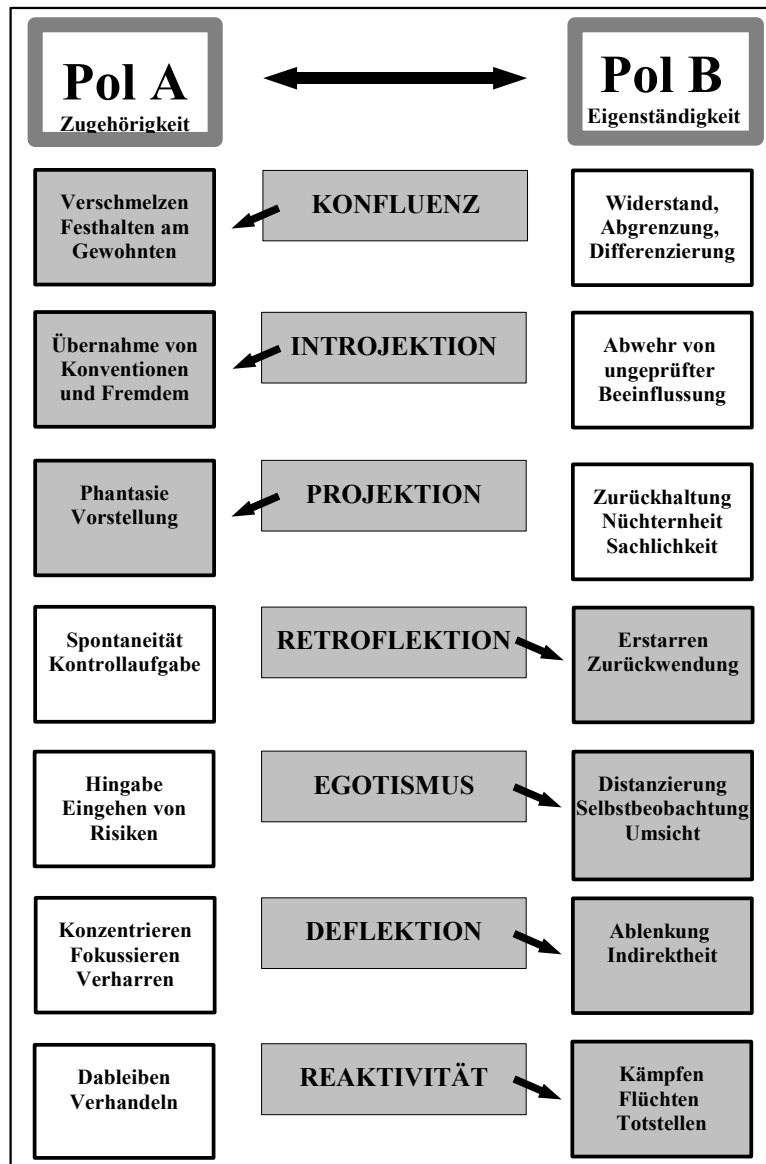 Pol A
Zugehörigkeit
Pol B
Eigenständigkeit
Verschmelzen
Festhalten am
Gewohnten
KONFLUENZ
Widerstand,
Abgrenzung,
Differenzierung
Übernahme von
Konventionen
und Fremdem
INTROJEKTION
Abwehr von
ungeprüfter
Beeinflussung
Phantasie
Vorstellung
PROJEKTION
Zurückhaltung
Nüchternheit
Sachlichkeit
Spontaneität
Kontrollaufgabe
RETROFLEKTION
Erstarren
Zurückwendung
Hingabe
Eingehen von
Risiken
EGOTISMUS
Distanzierung
Selbstbeobachtung
Umsicht
Konzentrieren
Fokussieren
Verharren
DEFLEKTION
Ablenkung
Indirektheit
Dableiben
Verhandeln
REAKTIVITÄT
Kämpfen
Flüchten
Totstellen